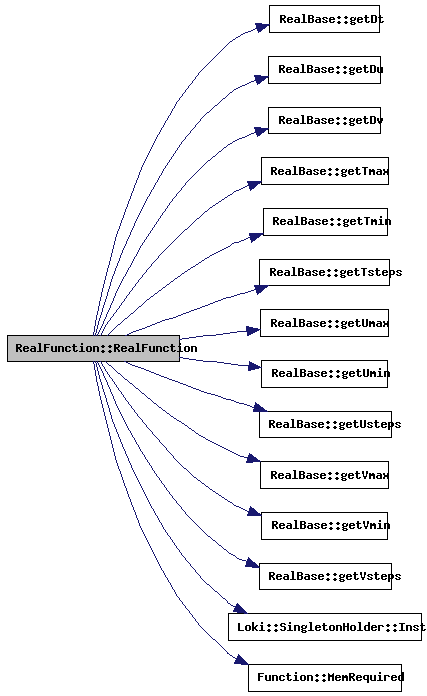 RealBase::getDt
RealBase::getDu
RealBase::getDv
RealBase::getTmax
RealBase::getTmin
RealBase::getTsteps
RealFunction::RealFunction
RealBase::getUmax
RealBase::getUmin
RealBase::getUsteps
RealBase::getVmax
RealBase::getVmin
RealBase::getVsteps
Loki::SingletonHolder::Inst
Function::MemRequired